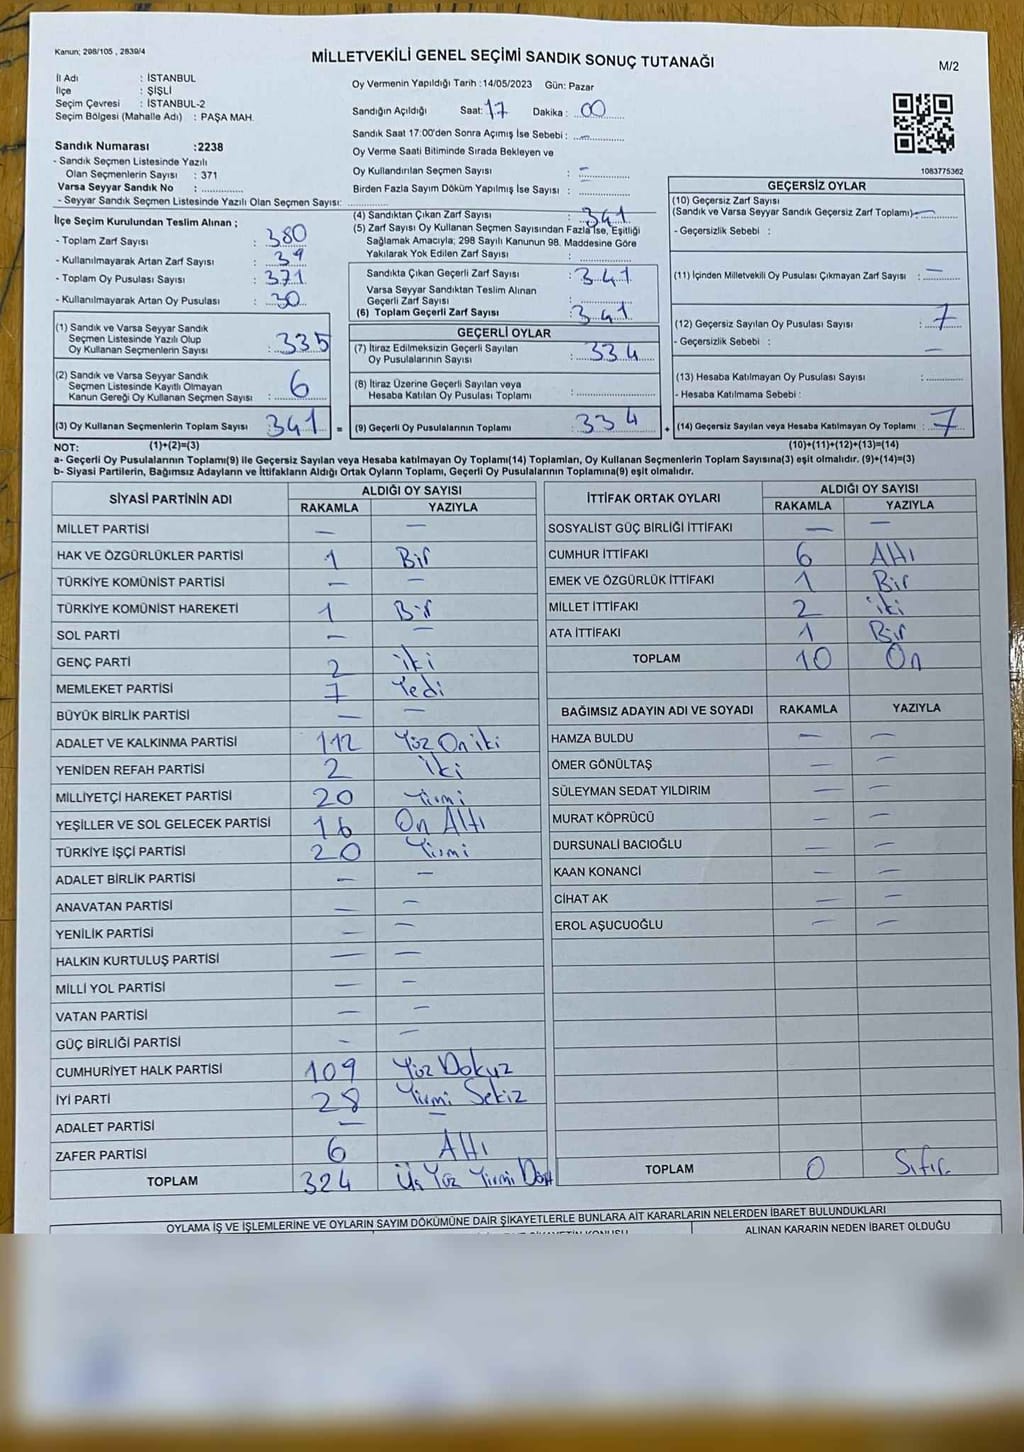 Kanun; 298/105 , 2839/4
MİLLETVEKİLİ GENEL SEÇİMİ SANDIK SONUÇ TUTANAĞI
M/2
İl Adı : İSTANBUL
İlçe : ŞİŞLİ
Seçim Çevresi : İSTANBUL-2
Seçim Bölgesi (Mahalle Adı) : PAŞA MAH.
Oy Vermenin Yapıldığı Tarih : 14/05/2023 Gün: Pazar
Sandığın Açıldığı Saat: 17 Dakika : 00
Sandık Saat 17:00'den Sonra Açımış İse Sebebi : –
Oy Verme Saati Bitiminde Sırada Bekleyen ve
Oy Kullandırılan Seçmen Sayısı : –
Birden Fazla Sayım Döküm Yapılmış İse Sayısı :
1083775362
Sandık Numarası :2238
- Sandık Seçmen Listesinde Yazılı
Olan Seçmenlerin Sayısı : 371
Varsa Seyyar Sandık No :
- Seyyar Sandık Seçmen Listesinde Yazılı Olan Seçmen Sayısı:
İlçe Seçim Kurulundan Teslim Alınan ;
- Toplam Zarf Sayısı : 380
- Kullanılmayarak Artan Zarf Sayısı : 39
- Toplam Oy Pusulası Sayısı : 371
- Kullanılmayarak Artan Oy Pusulası : 30
(1) Sandık ve Varsa Seyyar Sandık
Seçmen Listesinde Yazılı Olup
Oy Kullanan Seçmenlerin Sayısı : 335
(2) Sandık ve Varsa Seyyar Sandık
Seçmen Listesinde Kayıtlı Olmayan
Kanun Gereği Oy Kullanan Seçmen Sayısı : 6
(3) Oy Kullanan Seçmenlerin Toplam Sayısı : 341 =
(4) Sandıktan Çıkan Zarf Sayısı : 341
(5) Zarf Sayısı Oy Kullanan Seçmen Sayısından Fazla İse, Eşitliği
Sağlamak Amacıyla; 298 Sayılı Kanunun 98. Maddesine Göre
Yakılarak Yok Edilen Zarf Sayısı :
Sandıkta Çıkan Geçerli Zarf Sayısı : 341
Varsa Seyyar Sandıktan Teslim Alınan
Geçerli Zarf Sayısı :
(6) Toplam Geçerli Zarf Sayısı : 341
GEÇERLİ OYLAR
(7) İtiraz Edilmeksizin Geçerli Sayılan
Oy Pusulalarının Sayısı : 334
(8) İtiraz Üzerine Geçerli Sayılan veya
Hesaba Katılan Oy Pusulası Toplamı :
(9) Geçerli Oy Pusulalarının Toplamı : 334 +
GEÇERSİZ OYLAR
(10) Geçersiz Zarf Sayısı
(Sandık ve Varsa Seyyar Sandık Geçersiz Zarf Toplamı) –
- Geçersizlik Sebebi :
(11) İçinden Milletvekili Oy Pusulası Çıkmayan Zarf Sayısı : –
(12) Geçersiz Sayılan Oy Pusulası Sayısı : 7
- Geçersizlik Sebebi : –
(13) Hesaba Katılmayan Oy Pusulası Sayısı :
- Hesaba Katılmama Sebebi :
(14) Geçersiz Sayılan veya Hesaba Katılmayan Oy Toplamı : 7
NOT: (1)+(2)=(3) (10)+(11)+(12)+(13)=(14)
a- Geçerli Oy Pusulalarının Toplamı(9) ile Geçersiz Sayılan veya Hesaba katılmayan Oy Toplamı(14) Toplamları, Oy Kullanan Seçmenlerin Toplam Sayısına(3) eşit olmalıdır. (9)+(14)=(3)
b- Siyasi Partilerin, Bağımsız Adayların ve İttifakların Aldığı Ortak Oyların Toplamı, Geçerli Oy Pusulalarının Toplamına(9) eşit olmalıdır.
SİYASİ PARTİNİN ADI ALDIĞI OY SAYISI
RAKAMLA YAZIYLA
MİLLET PARTİSİ – –
HAK VE ÖZGÜRLÜKLER PARTİSİ 1 Bir
TÜRKİYE KOMÜNİST PARTİSİ – –
TÜRKİYE KOMÜNİST HAREKETİ 1 Bir
SOL PARTİ – –
GENÇ PARTİ 2 iki
MEMLEKET PARTİSİ 7 Yedi
BÜYÜK BİRLİK PARTİSİ – –
ADALET VE KALKINMA PARTİSİ 112 Yüz On iki
YENİDEN REFAH PARTİSİ 2 iki
MİLLİYETÇİ HAREKET PARTİSİ 20 Yirmi
YEŞİLLER VE SOL GELECEK PARTİSİ 16 On Altı
TÜRKİYE İŞÇİ PARTİSİ 20 Yirmi
ADALET BİRLİK PARTİSİ – –
ANAVATAN PARTİSİ – –
YENİLİK PARTİSİ – –
HALKIN KURTULUŞ PARTİSİ – –
MİLLİ YOL PARTİSİ – –
VATAN PARTİSİ – –
GÜÇ BİRLİĞİ PARTİSİ – –
CUMHURİYET HALK PARTİSİ 109 Yüz Dokuz
İYİ PARTİ 28 Yirmi Sekiz
ADALET PARTİSİ – –
ZAFER PARTİSİ 6 Altı
TOPLAM 324 Üç Yüz Yirmi Dört
İTTİFAK ORTAK OYLARI ALDIĞI OY SAYISI
RAKAMLA YAZIYLA
SOSYALİST GÜÇ BİRLİĞİ İTTİFAKI – –
CUMHUR İTTİFAKI 6 Altı
EMEK VE ÖZGÜRLÜK İTTİFAKI 1 Bir
MİLLET İTTİFAKI 2 iki
ATA İTTİFAKI 1 Bir
TOPLAM 10 On
BAĞIMSIZ ADAYIN ADI VE SOYADI RAKAMLA YAZIYLA
HAMZA BULDU – –
ÖMER GÖNÜLTAŞ – –
SÜLEYMAN SEDAT YILDIRIM – –
MURAT KÖPRÜCÜ – –
DURSUNALİ BACIOĞLU – –
KAAN KONANCİ – –
CİHAT AK – –
EROL AŞUCUOĞLU – –
TOPLAM 0 Sıfır
OYLAMA İŞ VE İŞLEMLERİNE VE OYLARIN SAYIM DÖKÜMÜNE DAİR ŞİKAYETLERLE BUNLARA AİT KARARLARIN NELERDEN İBARET BULUNDUKLARI
ALINAN KARARIN NEDEN İBARET OLDUĞU